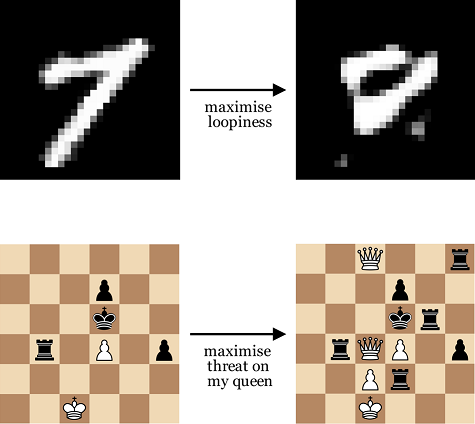 maximise
loopiness
maximise
threat on
my queen